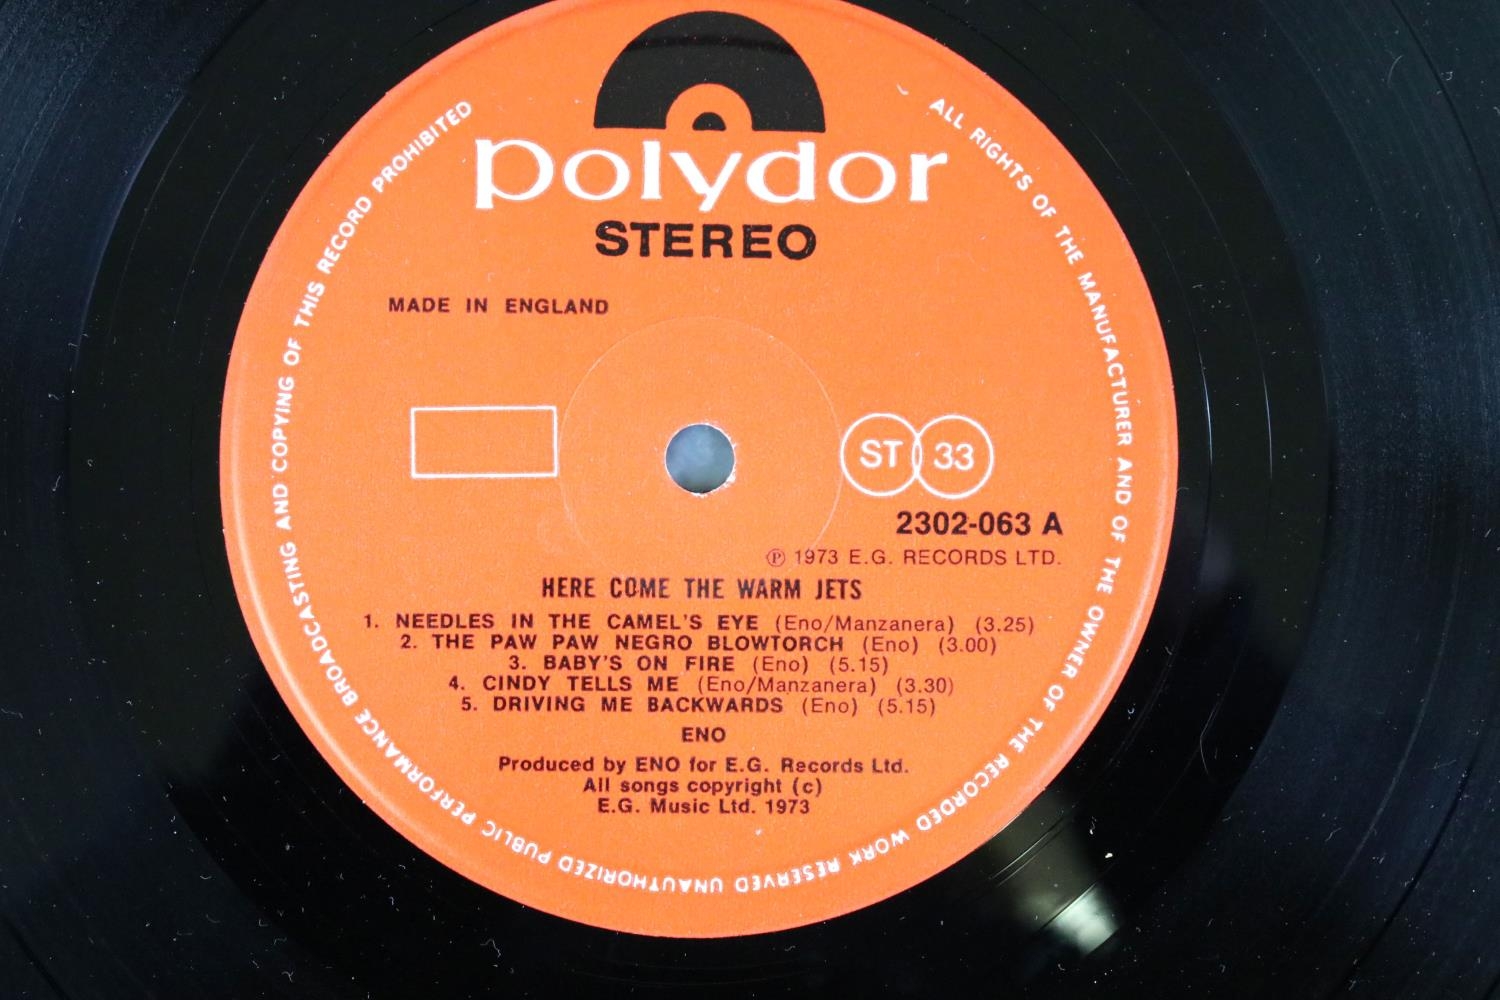 polydor
STEREO
MADE IN ENGLAND
ST 33
2302-063 A
℗ 1973 E.G. RECORDS LTD.
HERE COME THE WARM JETS
1. NEEDLES IN THE CAMEL'S EYE (Eno/Manzanera) (3.25)
2. THE PAW PAW NEGRO BLOWTORCH (Eno) (3.00)
3. BABY'S ON FIRE (Eno) (5.15)
4. CINDY TELLS ME (Eno/Manzanera) (3.30)
5. DRIVING ME BACKWARDS (Eno) (5.15)
ENO
Produced by ENO for E.G. Records Ltd.
All songs copyright (c)
E.G. Music Ltd. 1973
ALL RIGHTS OF THE MANUFACTURER AND OF THE OWNER OF THE RECORDED WORK RESERVED UNAUTHORIZED PUBLIC PERFORMANCE BROADCASTING AND COPYING OF THIS RECORD PROHIBITED